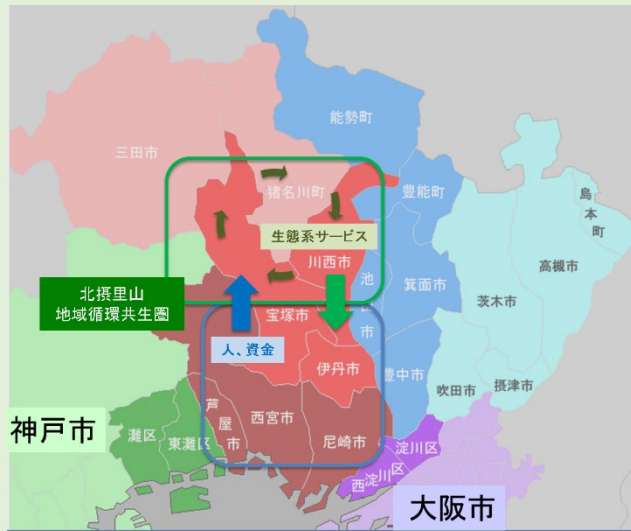 能勢町
三田市
猪名川町
豊能町
島本町
生態系サービス
高槻市
川西市
池田市
箕面市
茨木市
北摂里山
地域循環共生圏
宝塚市
人、資金
伊丹市
豊中市
吹田市
摂津市
芦屋市
西宮市
尼崎市
神戸市
灘区
東灘区
淀川区
西淀川区
大阪市